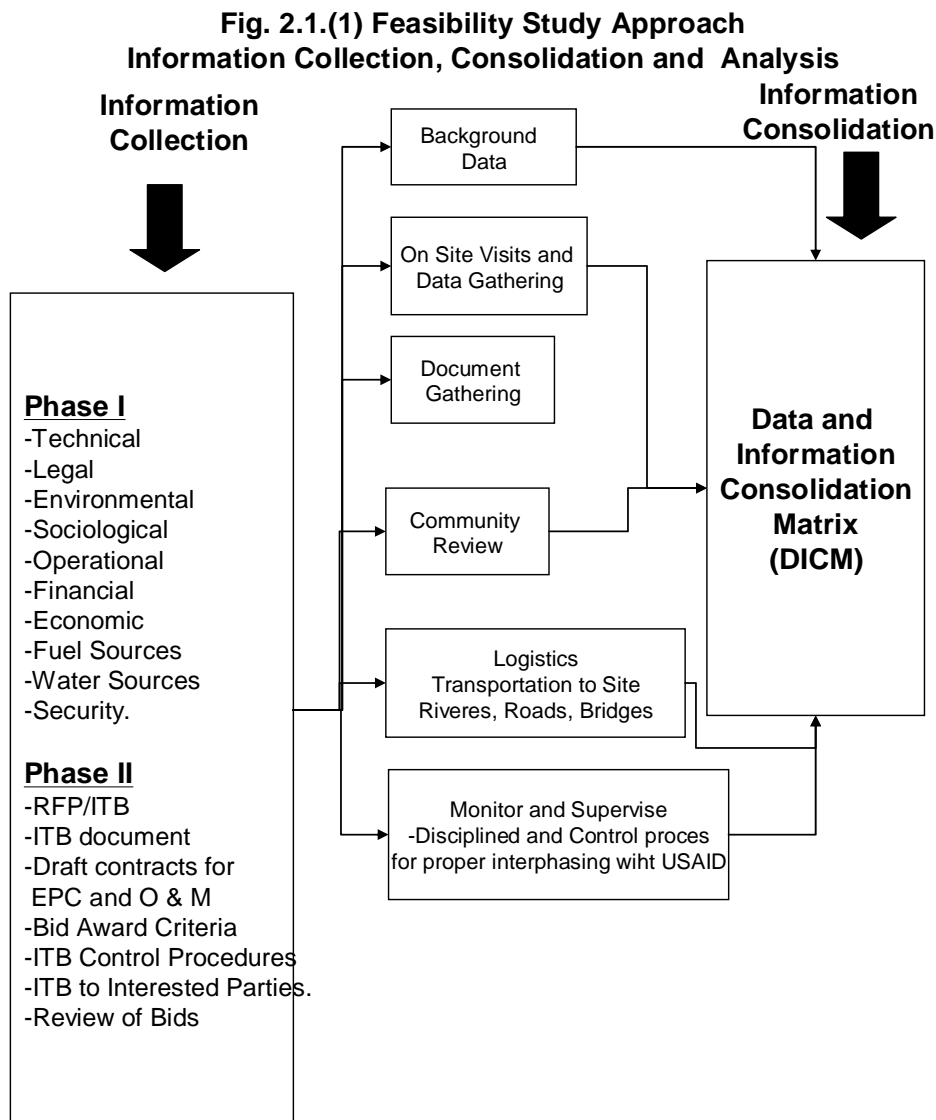 Fig. 2.1.(1) Feasibility Study Approach
Information Collection, Consolidation and Analysis
Information
Collection
Information
Consolidation
Phase I
-Technical
-Legal
-Environmental
-Sociological
-Operational
-Financial
-Economic
-Fuel Sources
-Water Sources
-Security.
Phase II
-RFP/ITB
-ITB document
-Draft contracts for
EPC and O & M
-Bid Award Criteria
-ITB Control Procedures
-ITB to Interested Parties.
-Review of Bids
Background
Data
On Site Visits and
Data Gathering
Document
Gathering
Community
Review
Logistics
Transportation to Site
Riveres, Roads, Bridges
Monitor and Supervise
-Disciplined and Control proces
for proper interphasing wiht USAID
Data and
Information
Consolidation
Matrix
(DICM)